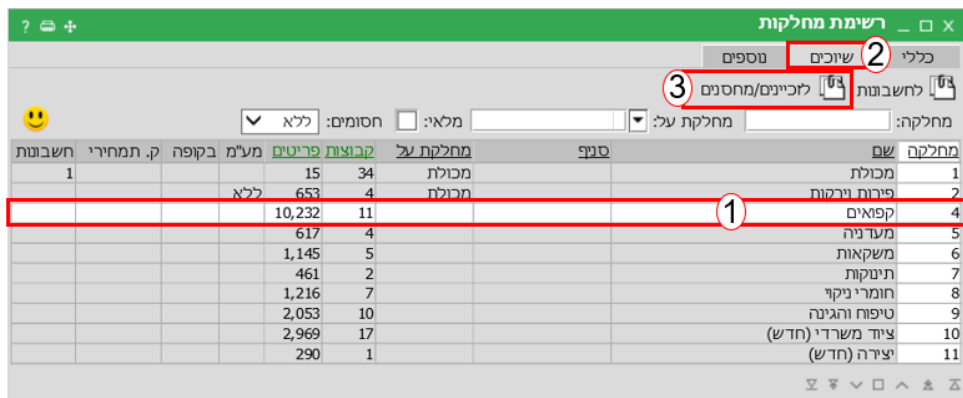 רשימת מחלקות
כללי שיוכים 2 נוספים
לחשבונות לזכיינים/מחסנים 3
מחלקה: מחלקת על: מלאי: חסומים: ללא
מחלקה שם סניף מחלקת על קבוצות פריטים מע"מ בקופה ק. תמחירי חשבונות
1 מכולת מכולת 34 15 1
2 פירות וירקות מכולת 4 653 ללא
4 קפואים 1 11 10,232
5 מעדניה 4 617
6 משקאות 5 1,145
7 תינוקות 2 461
8 חומרי ניקוי 7 1,216
9 טיפוח והגינה 10 2,053
10 ציוד משרדי (חדש) 17 2,969
11 יצירה (חדש) 1 290